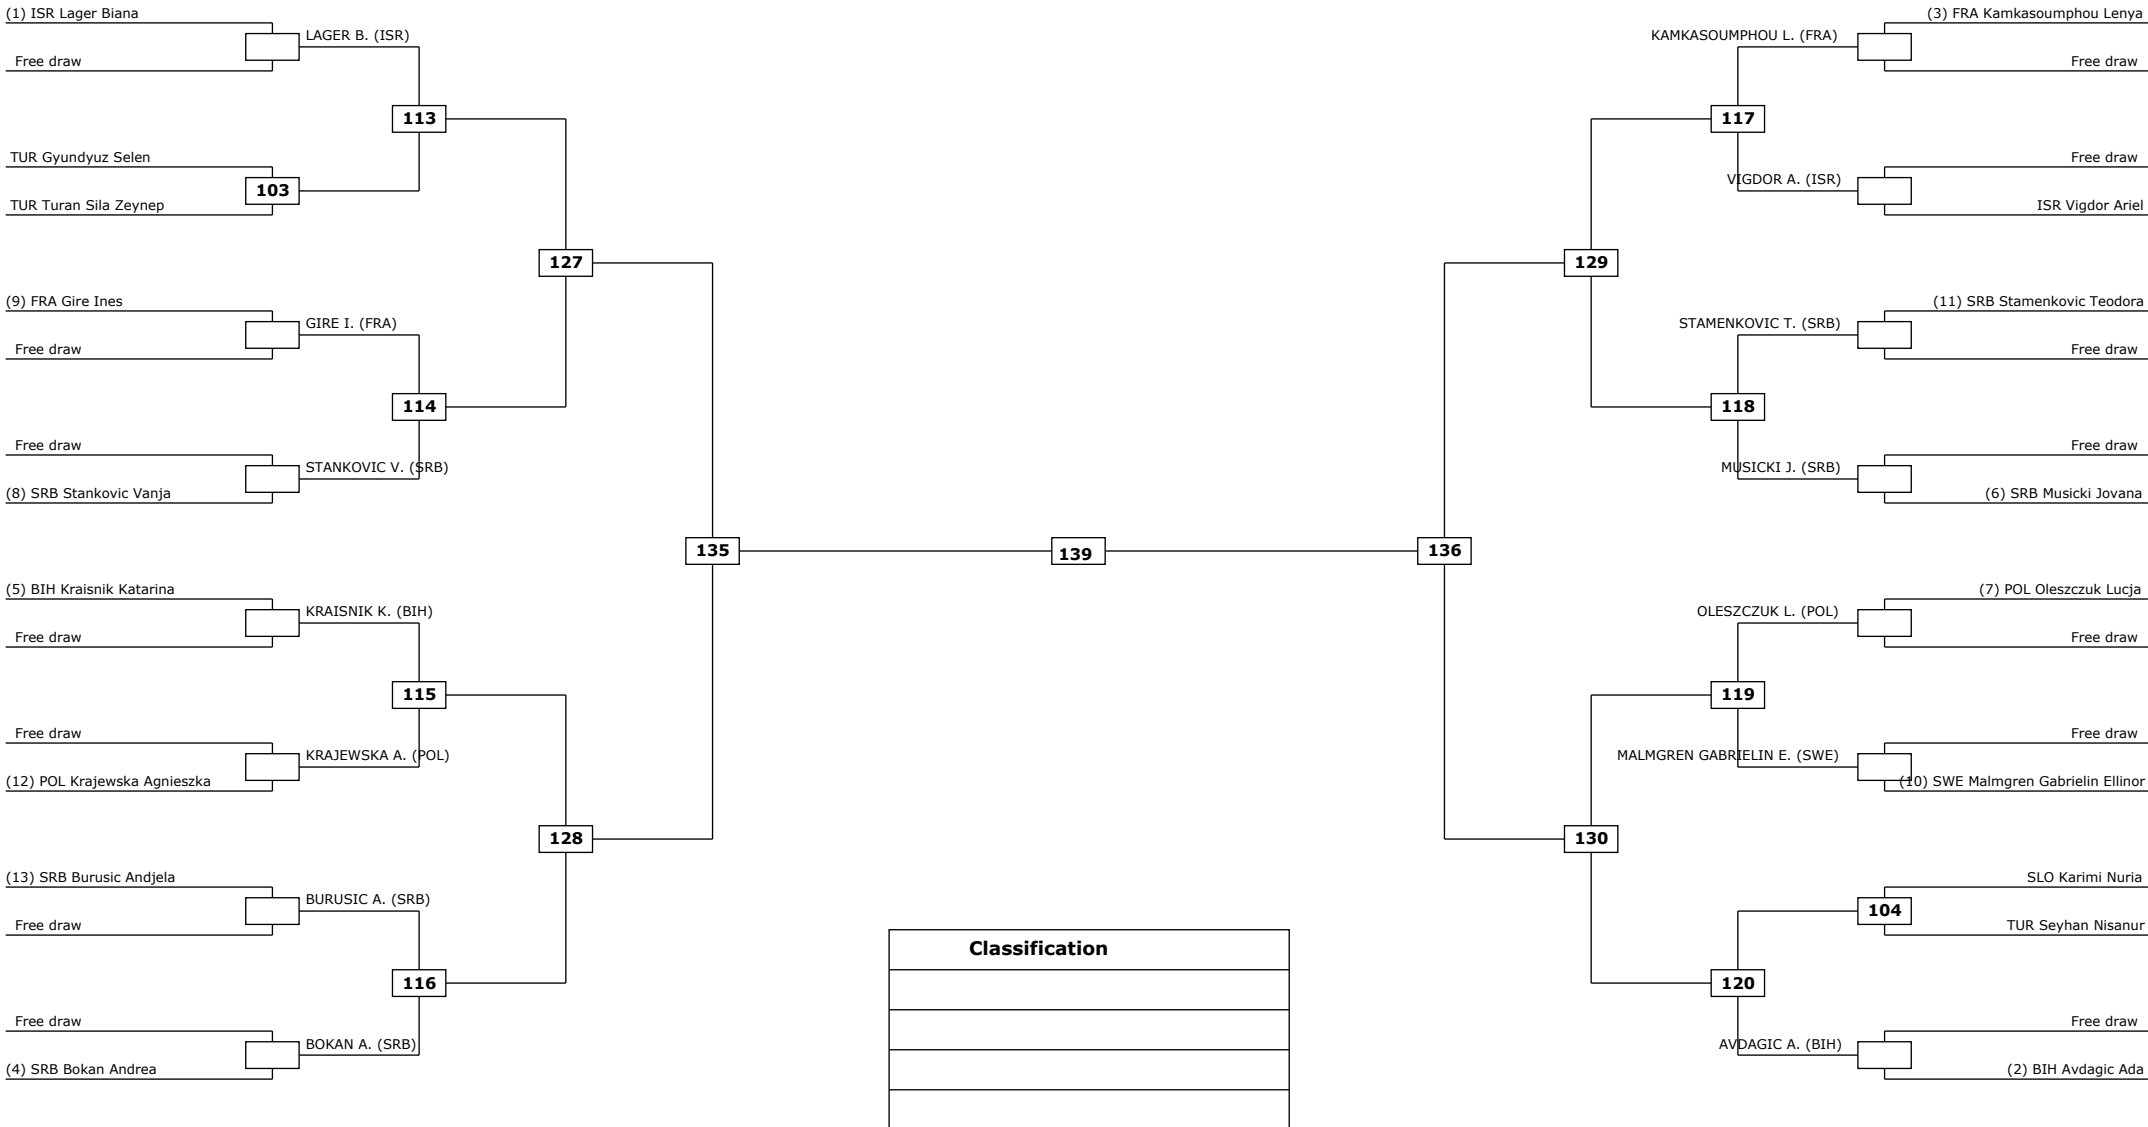 (1) ISR Lager Biana
LAGER B. (ISR)
Free draw
113
TUR Gyundyuz Selen
103
TUR Turan Sila Zeynep
127
(9) FRA Gire Ines
GIRE I. (FRA)
Free draw
114
Free draw
STANKOVIC V. (SRB)
(8) SRB Stankovic Vanja
135
(5) BIH Kraisnik Katarina
KRAISNIK K. (BIH)
Free draw
115
Free draw
KRAJEWSKA A. (POL)
(12) POL Krajewska Agnieszka
128
(13) SRB Burusic Andjela
BURUSIC A. (SRB)
Free draw
116
Free draw
BOKAN A. (SRB)
(4) SRB Bokan Andrea
139
Classification
(3) FRA Kamkasoumphou Lenya
KAMKASOUMPHOU L. (FRA)
Free draw
117
Free draw
VIGDOR A. (ISR)
ISR Vigdor Ariel
129
(11) SRB Stamenkovic Teodora
STAMENKOVIC T. (SRB)
Free draw
118
Free draw
MUSICKI J. (SRB)
(6) SRB Musicki Jovana
136
(7) POL Oleszczuk Lucja
OLESZCZUK L. (POL)
Free draw
119
Free draw
MALMGREN GABRIELIN E. (SWE)
(10) SWE Malmgren Gabrielin Ellinor
130
SLO Karimi Nuria
104
TUR Seyhan Nisanur
120
Free draw
AVDAGIC A. (BIH)
(2) BIH Avdagic Ada